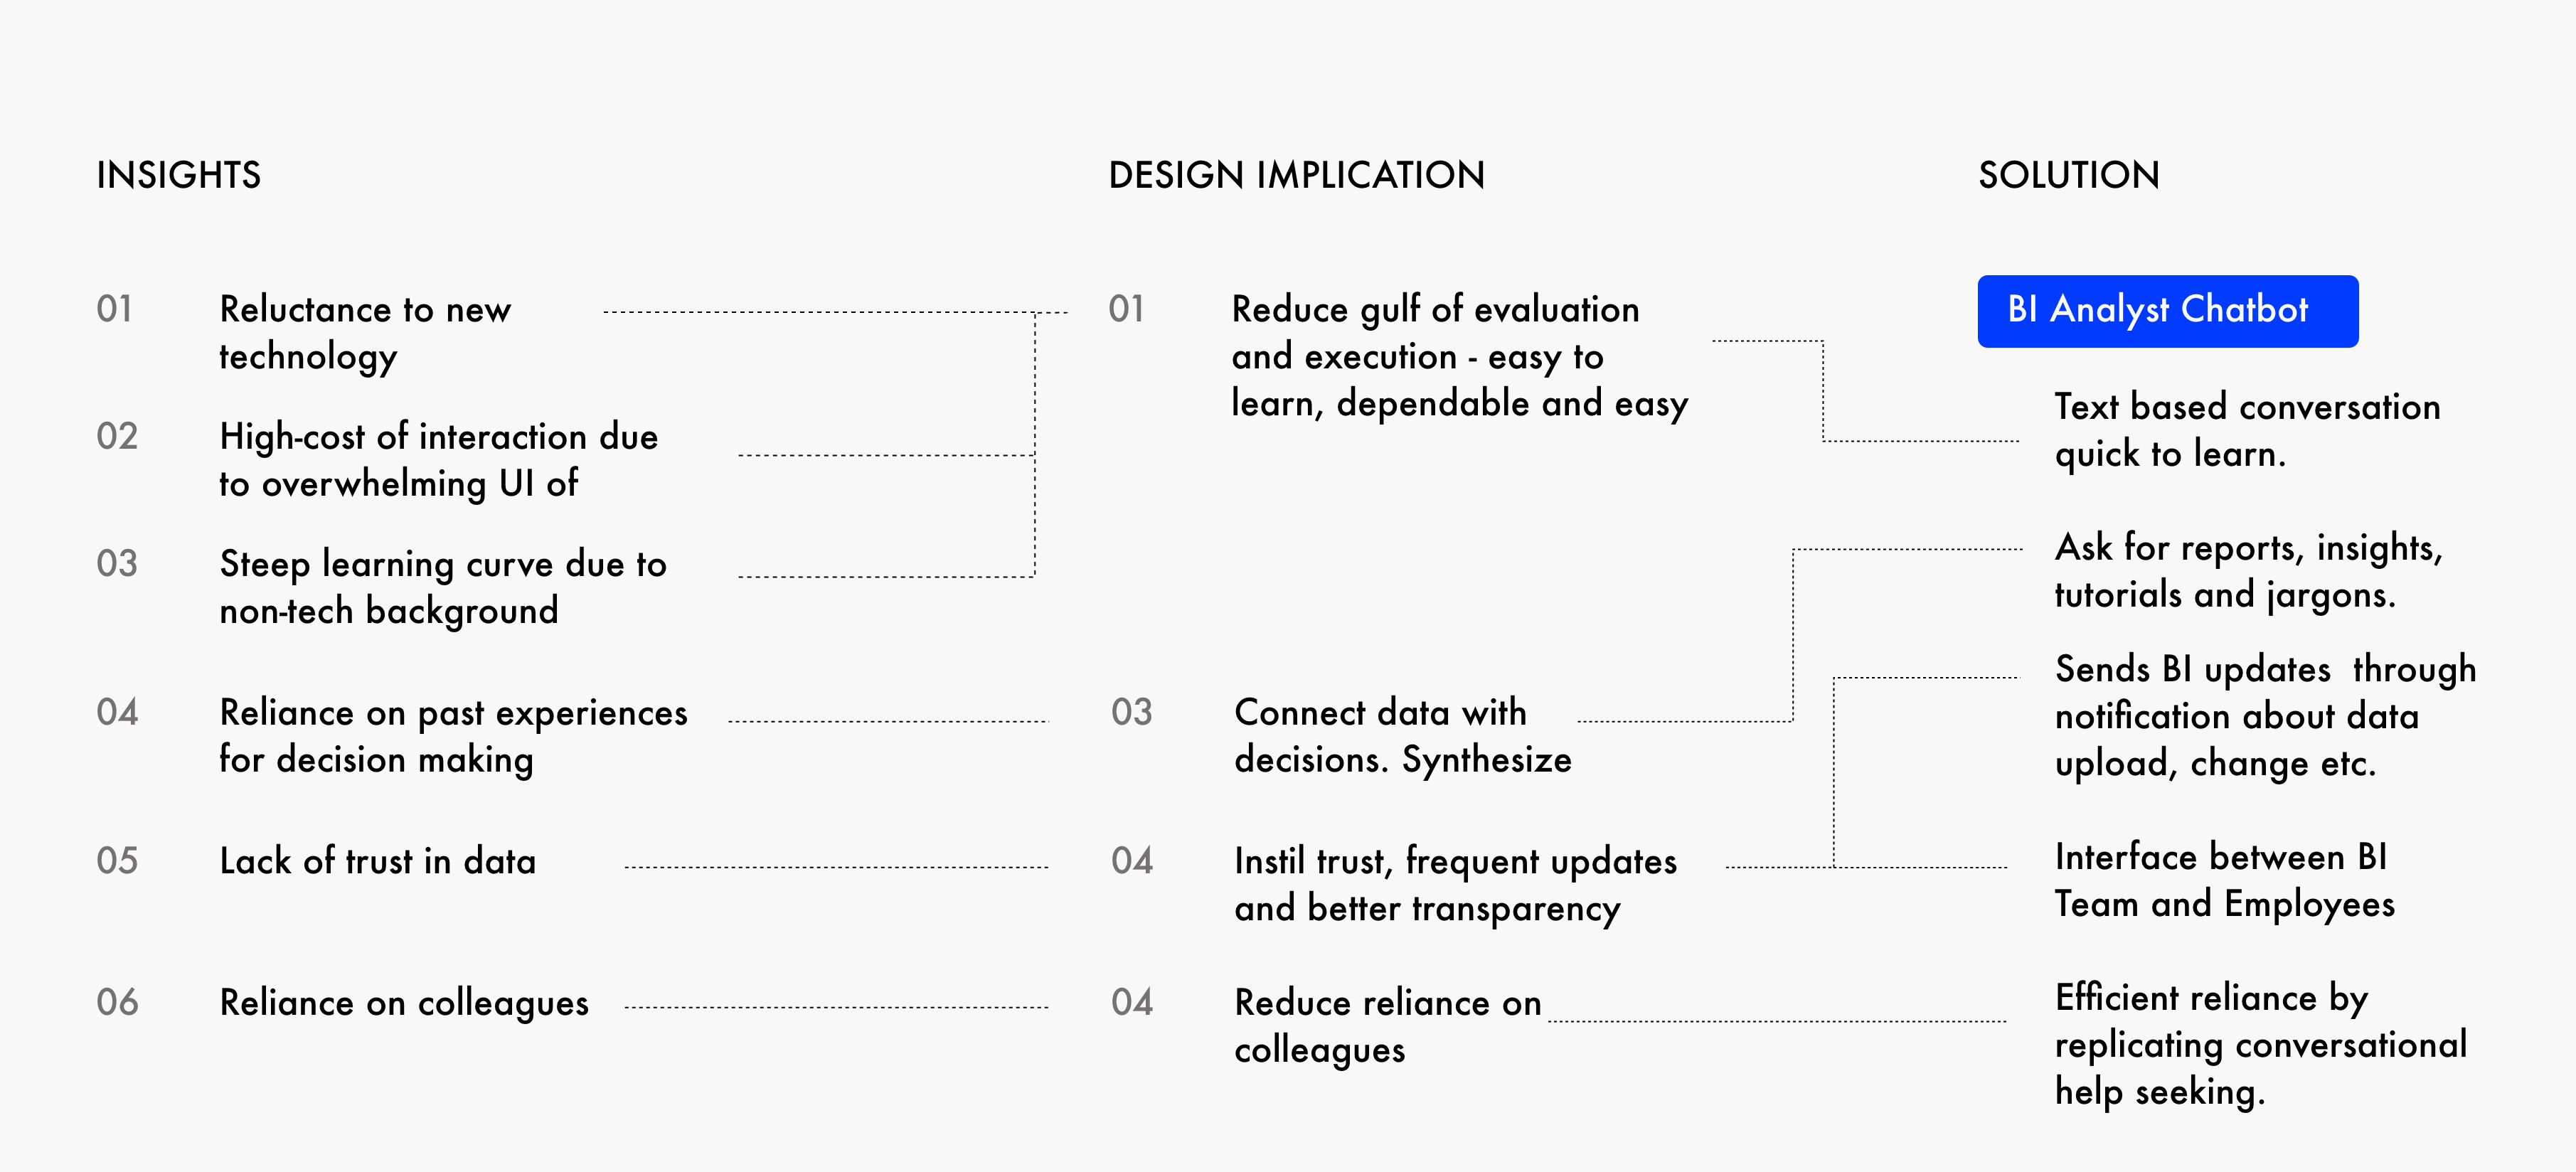 INSIGHTS
01
Reluctance to new
technology
02
High-cost of interaction due
to overwhelming UI of
03
Steep learning curve due to
non-tech background
04
Reliance on past experiences
for decision making
05
Lack of trust in data
06
Reliance on colleagues
DESIGN IMPLICATION
01
Reduce gulf of evaluation
and execution - easy to
learn, dependable and easy
03
Connect data with
decisions. Synthesize
04
Instil trust, frequent updates
and better transparency
04
Reduce reliance on
colleagues
SOLUTION
BI Analyst Chatbot
Text based conversation
quick to learn.
Ask for reports, insights,
tutorials and jargons.
Sends BI updates  through
notification about data
upload, change etc.
Interface between BI
Team and Employees
Efficient reliance by
replicating conversational
help seeking.